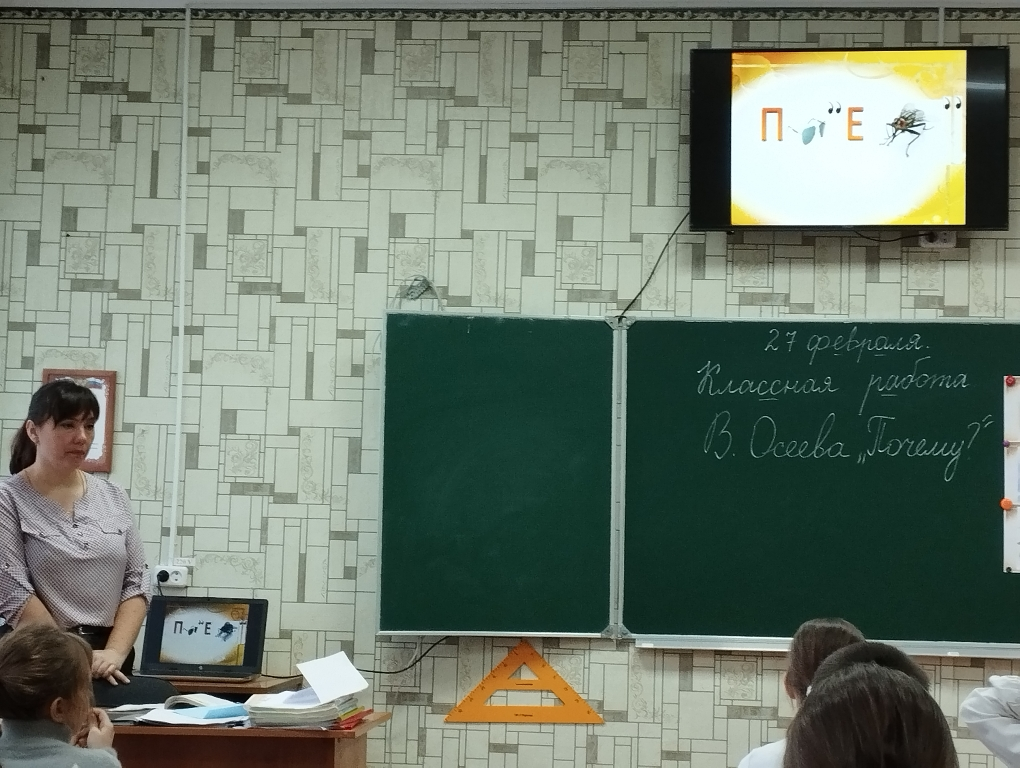 П ,, Е ,,
27 февраля.
Классная работа
В. Осеева „Почему?“
П ,, Е